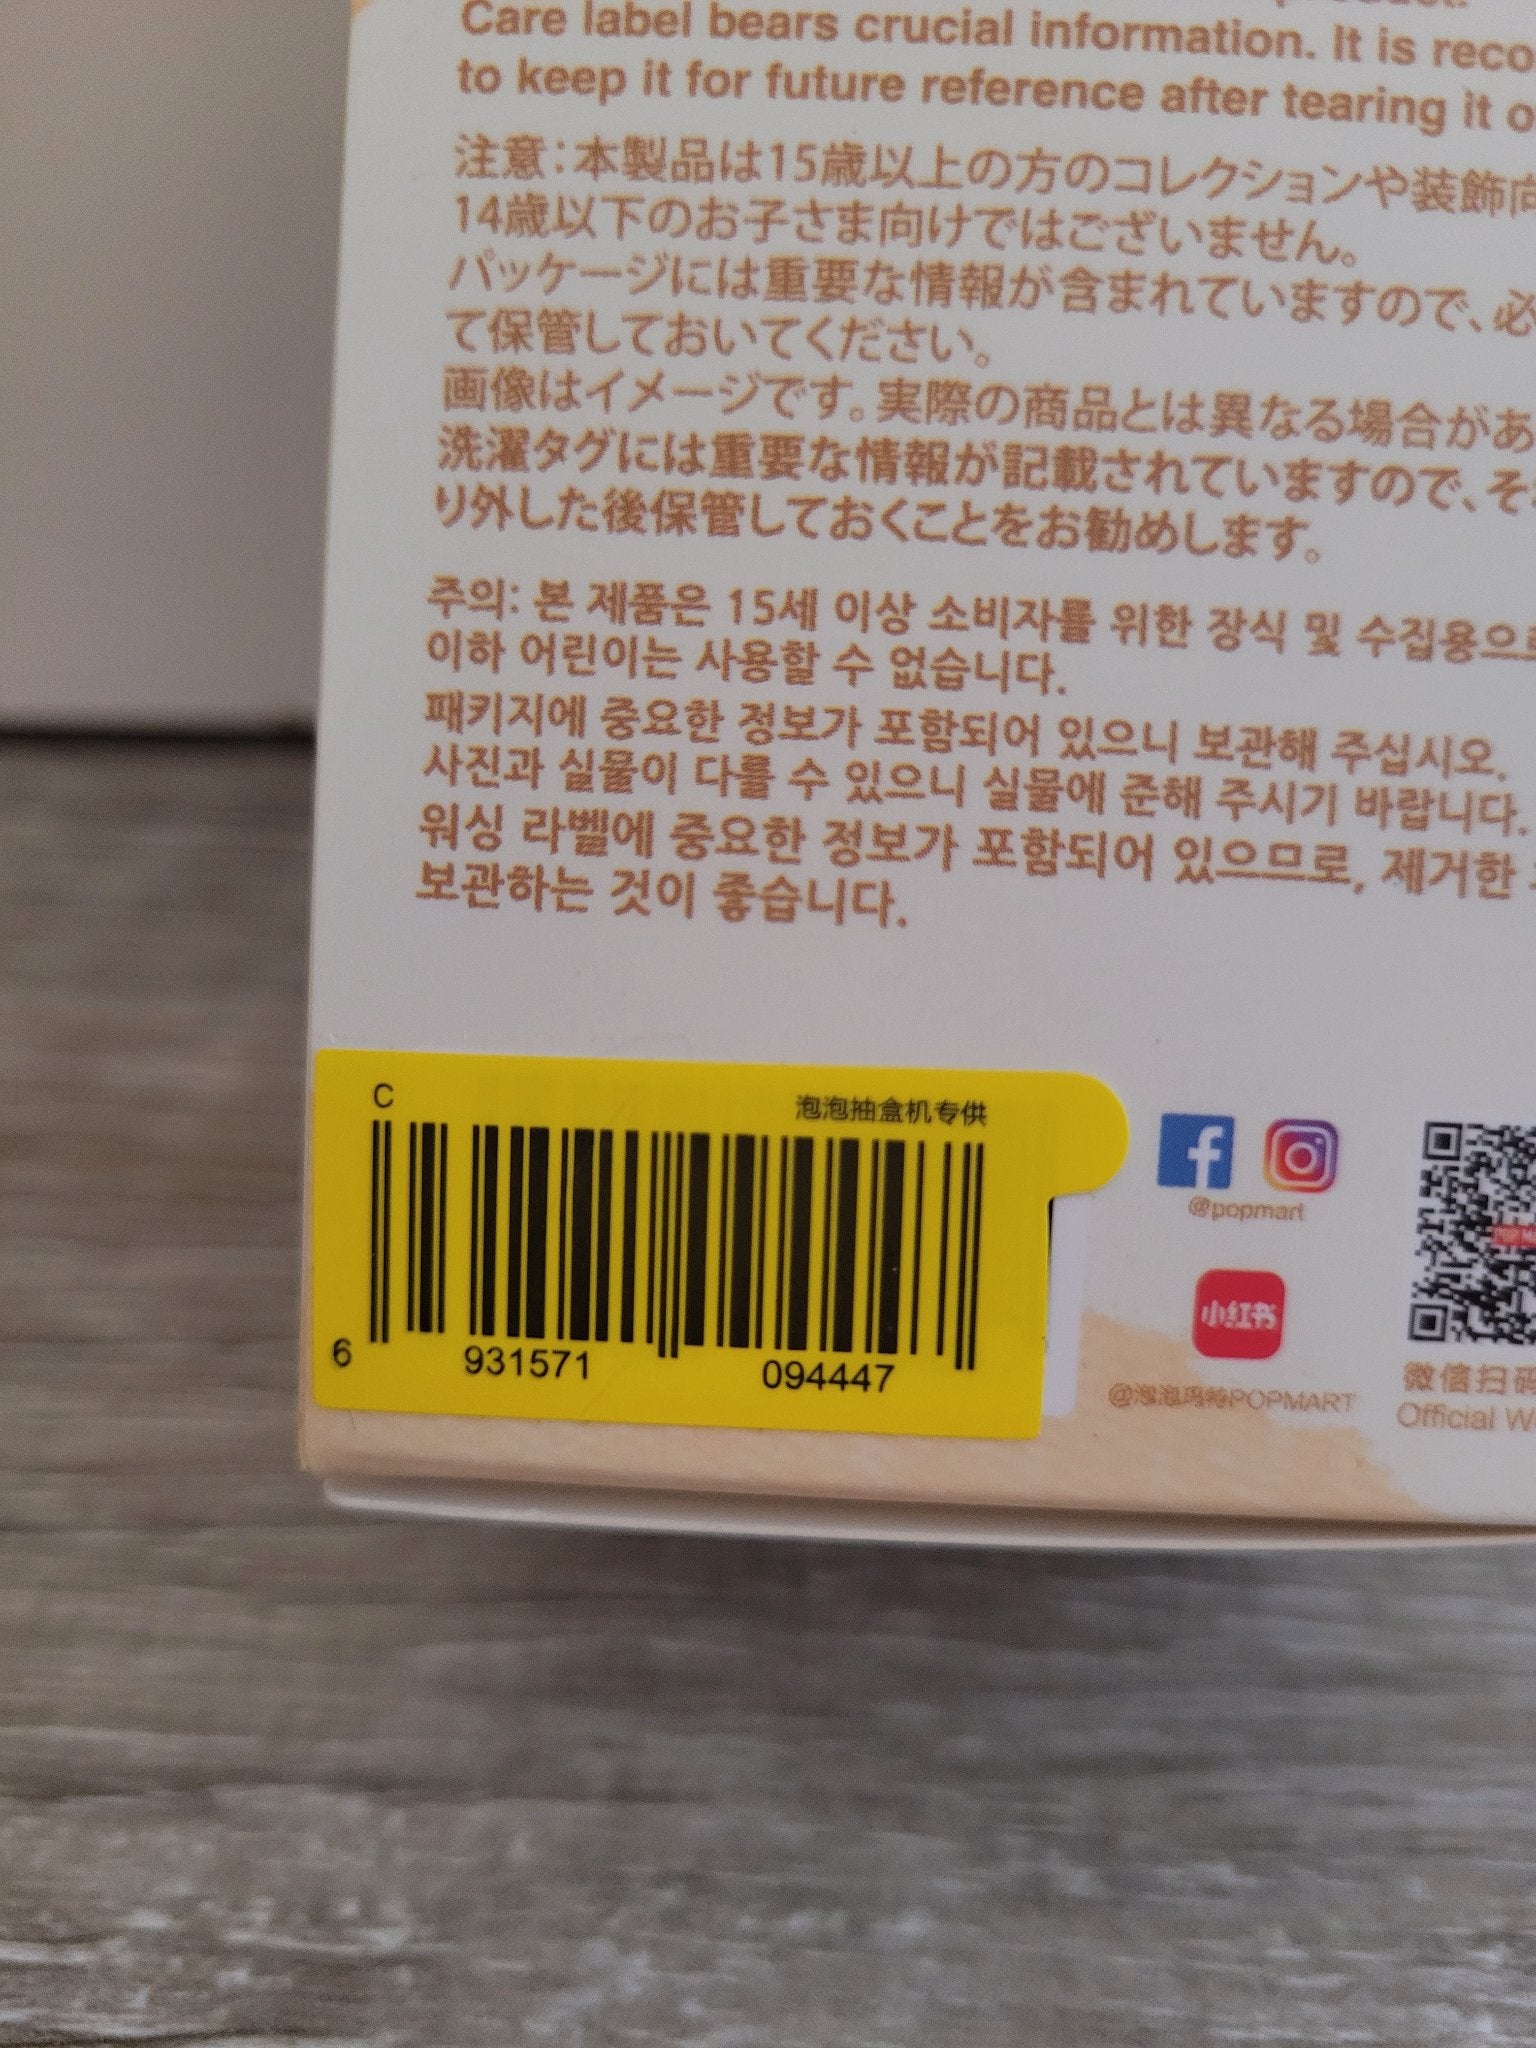 Care label bears crucial information. It is reco
to keep it for future reference after tearing it o
注意:本製品は15歳以上の方のコレクションや装飾向
14歳以下のお子さま向けではございません。
パッケージには重要な情報が含まれていますので、必
て保管しておいてください。
画像はイメージです。実際の商品とは異なる場合があ
洗濯タグには重要な情報が記載されていますので、そ
り外した後保管しておくことをお勧めします。
주의: 본 제품은 15세 이상 소비자를 위한 장식 및 수집용으로
이하 어린이는 사용할 수 없습니다.
패키지에 중요한 정보가 포함되어 있으니 보관해 주십시오.
사진과 실물이 다를 수 있으니 실물에 준해 주시기 바랍니다.
워싱 라벨에 중요한 정보가 포함되어 있으므로, 제거한
보관하는 것이 좋습니다.
C
泡泡抽盒机专供
6 931571 094447
@popmart
小红书
@泡泡玛特POPMART
微信扫码
Official W